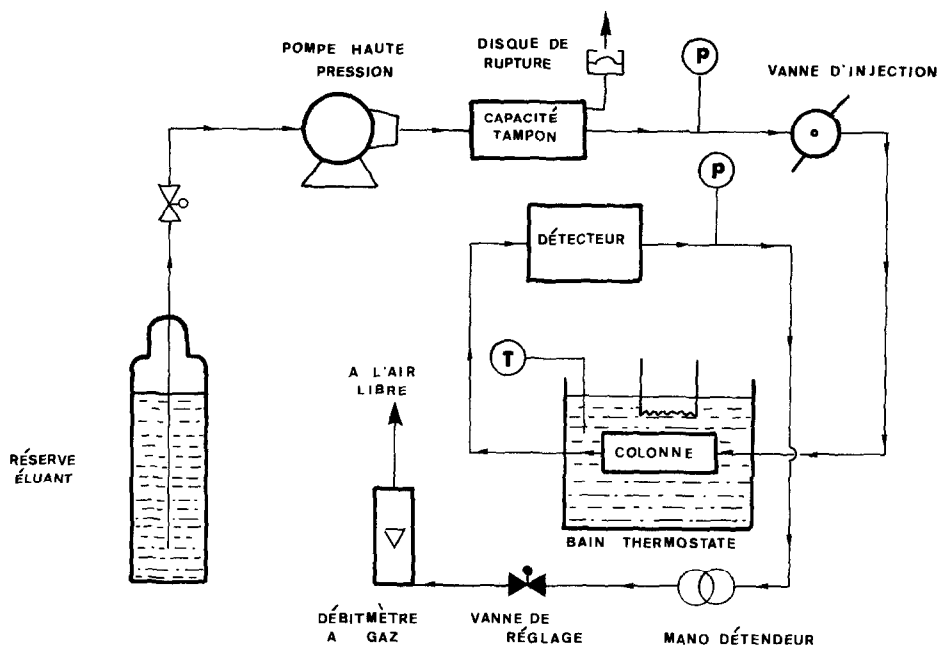 POMPE HAUTE
PRESSION
DISQUE DE
RUPTURE
P
VANNE D'INJECTION
CAPACITÉ
TAMPON
P
DÉTECTEUR
T
A L'AIR
LIBRE
COLONNE
RÉSERVE
ÉLUANT
BAIN THERMOSTATE
DÉBITMÈTRE
A GAZ
VANNE DE
RÉGLAGE
MANO DÉTENDEUR